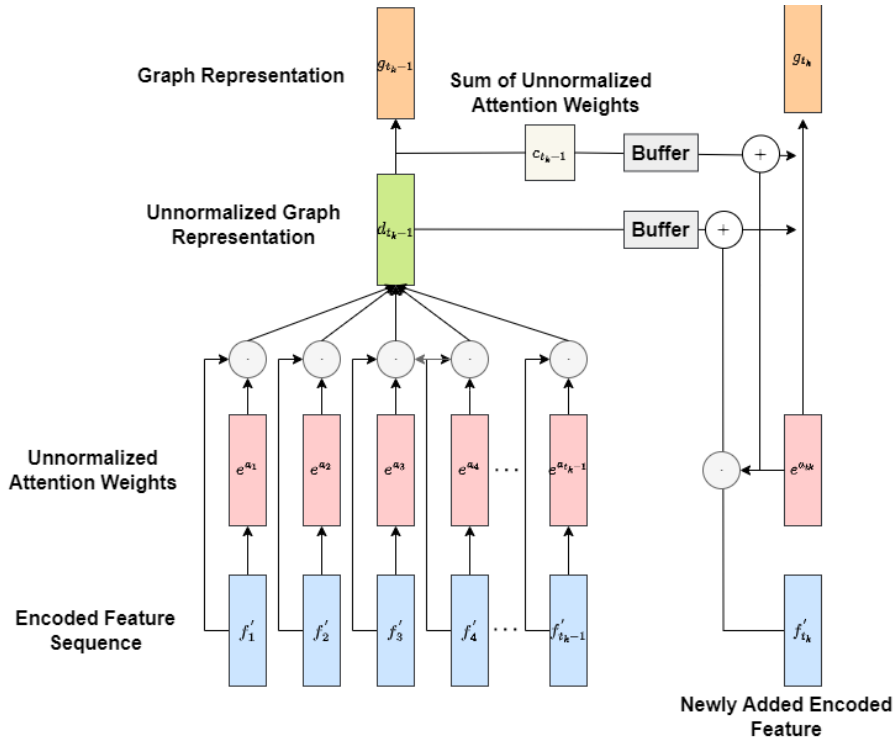 g_{t_k-1}
g_{t_k}
Graph Representation
Sum of Unnormalized
Attention Weights
c_{t_k-1}
Buffer
+
Unnormalized Graph
Representation
d_{t_k-1}
Buffer
+
· · · · ·
Unnormalized
Attention Weights
e^{a_1} e^{a_2} e^{a_3} e^{a_4} ... e^{a_{t_k-1}}
·
e^{a_{tk}}
Encoded Feature
Sequence
f'_1 f'_2 f'_3 f'_4 ... f'_{t_k-1}
f'_{t_k}
Newly Added Encoded
Feature